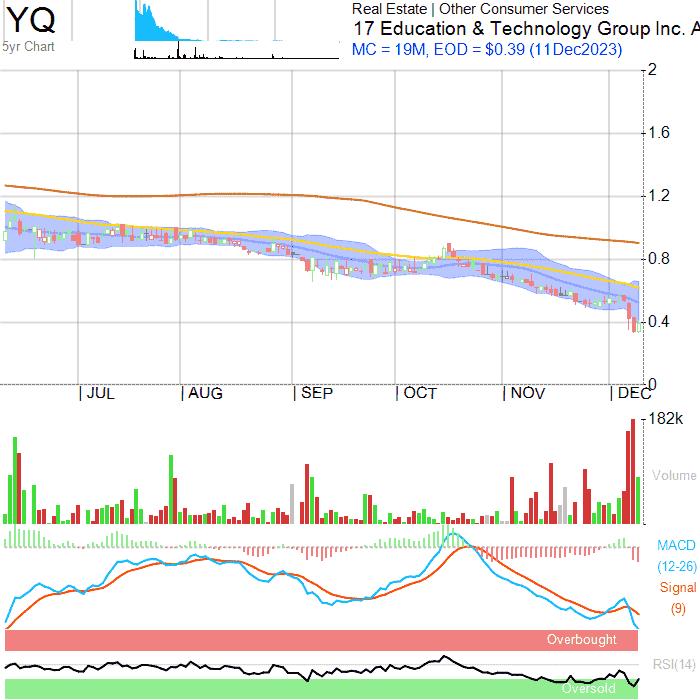 YQ
5yr Chart
Real Estate | Other Consumer Services
17 Education & Technology Group Inc. A
MC = 19M, EOD = $0.39 (11Dec2023)
2
1.6
1.2
0.8
0.4
0
|JUL |AUG |SEP |OCT |NOV |DEC
182k
Volume
MACD
(12-26)
Signal
(9)
Overbought
RSI(14)
Oversold